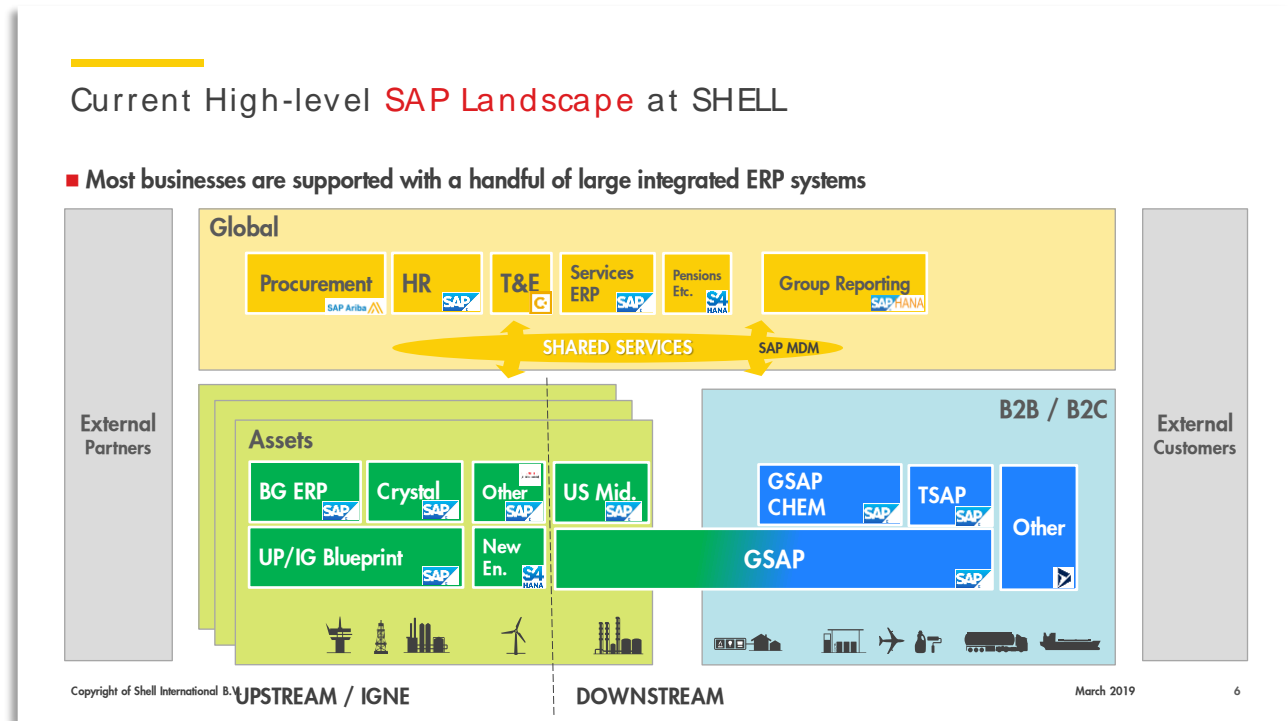 Current High-level SAP Landscape at SHELL
Most businesses are supported with a handful of large integrated ERP systems
External
Partners
Global
Procurement
SAP Ariba
HR
SAP
T&E
C.
Services
ERP
SAP
Pensions
Etc.
S4
HANA
Group Reporting
SAP HANA
SHARED SERVICES
SAP MDM
Assets
BG ERP
SAP
Crystal
SAP
Other
SAP
US Mid.
SAP
UP/IG Blueprint
SAP
New
En.
S4
HANA
GSAP
SAP
B2B / B2C
GSAP
CHEM
SAP
TSAP
SAP
Other
External
Customers
Copyright of Shell International B.V.
UPSTREAM / IGNE
DOWNSTREAM
March 2019
6